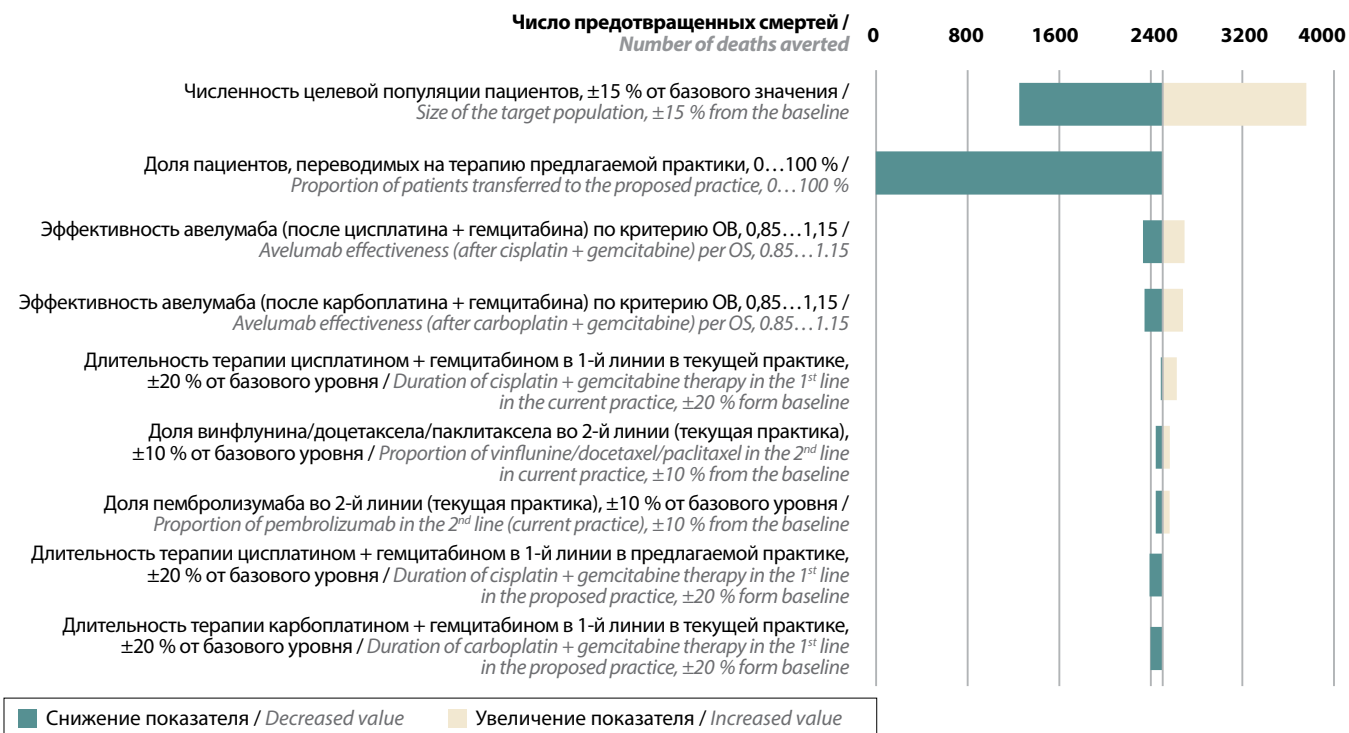 Число предотвращенных смертей /
Number of deaths averted
0 800 1600 2400 3200 4000
Численность целевой популяции пациентов, ±15 % от базового значения /
Size of the target population, ±15 % from the baseline
Доля пациентов, переводимых на терапию предлагаемой практики, 0…100 % /
Proportion of patients transferred to the proposed practice, 0…100 %
Эффективность авелумаба (после цисплатина + гемцитабина) по критерию ОВ, 0,85…1,15 /
Avelumab effectiveness (after cisplatin + gemcitabine) per OS, 0.85…1.15
Эффективность авелумаба (после карбоплатина + гемцитабина) по критерию ОВ, 0,85…1,15 /
Avelumab effectiveness (after carboplatin + gemcitabine) per OS, 0.85…1.15
Длительность терапии цисплатином + гемцитабином в 1-й линии в текущей практике,
±20 % от базового уровня / Duration of cisplatin + gemcitabine therapy in the 1st line
in the current practice, ±20 % form baseline
Доля винфлунина/доцетаксела/паклитаксела во 2-й линии (текущая практика),
±10 % от базового уровня / Proportion of vinflunine/docetaxel/paclitaxel in the 2nd line
in current practice, ±10 % from the baseline
Доля пембролизумаба во 2-й линии (текущая практика), ±10 % от базового уровня /
Proportion of pembrolizumab in the 2nd line (current practice), ±10 % from the baseline
Длительность терапии цисплатином + гемцитабином в 1-й линии в предлагаемой практике,
±20 % от базового уровня / Duration of cisplatin + gemcitabine therapy in the 1st line
in the proposed practice, ±20 % form baseline
Длительность терапии карбоплатином + гемцитабином в 1-й линии в текущей практике,
±20 % от базового уровня / Duration of carboplatin + gemcitabine therapy in the 1st line
in the proposed practice, ±20 % form baseline
Снижение показателя / Decreased value Увеличение показателя / Increased value